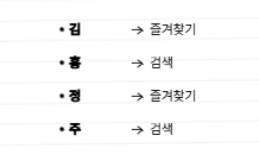 • 김 → 즐겨찾기
• 홍 → 검색
• 정 → 즐겨찾기
• 주 → 검색